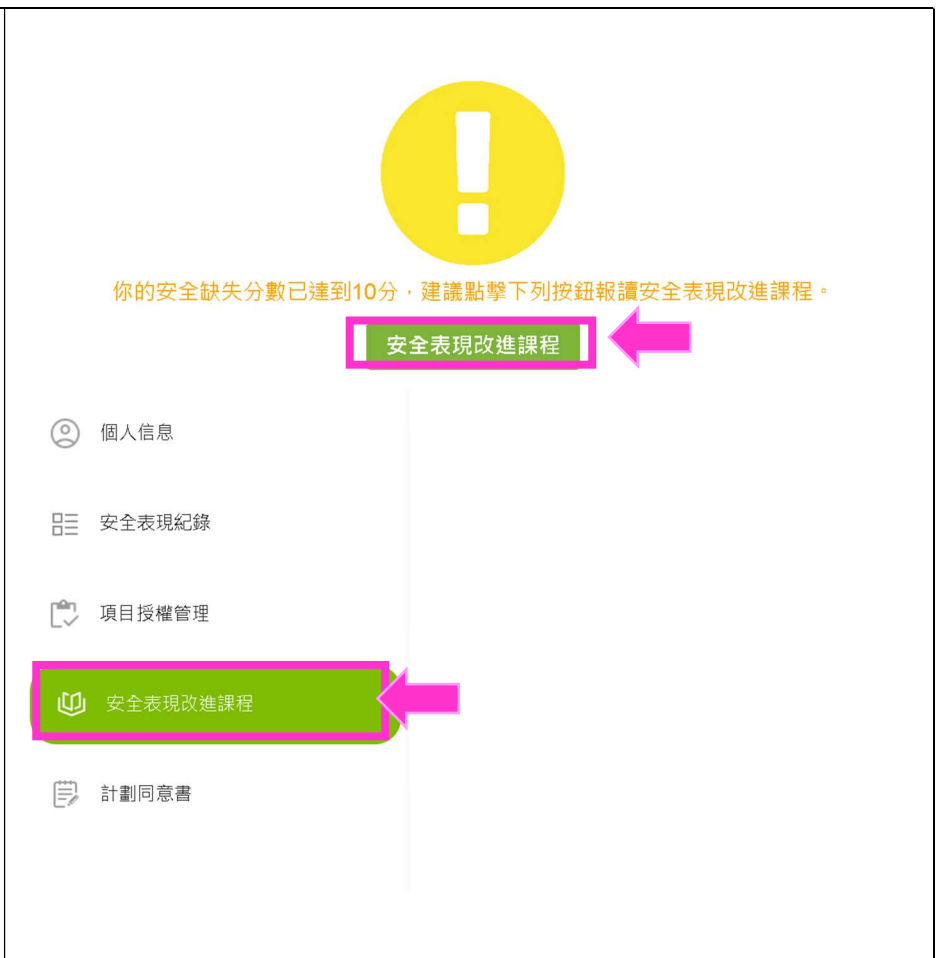 你的安全缺失分數已達到10分，建議點擊下列按鈕報讀安全表現改進課程。
安全表現改進課程
個人信息
安全表現紀錄
項目授權管理
安全表現改進課程
計劃同意書